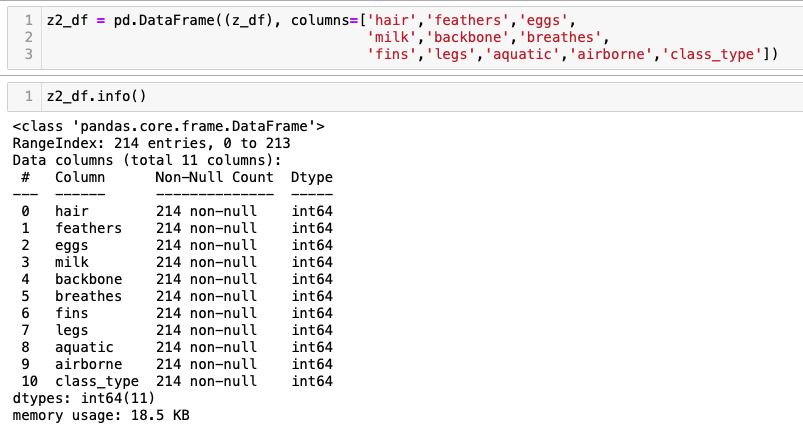 1 z2_df = pd.DataFrame((z_df), columns=['hair','feathers','eggs',
2 'milk','backbone','breathes',
3 'fins','legs','aquatic','airborne','class_type'])
1 z2_df.info()
<class 'pandas.core.frame.DataFrame'>
RangeIndex: 214 entries, 0 to 213
Data columns (total 11 columns):
# Column Non-Null Count Dtype
--- ------ -------------- -----
0 hair 214 non-null int64
1 feathers 214 non-null int64
2 eggs 214 non-null int64
3 milk 214 non-null int64
4 backbone 214 non-null int64
5 breathes 214 non-null int64
6 fins 214 non-null int64
7 legs 214 non-null int64
8 aquatic 214 non-null int64
9 airborne 214 non-null int64
10 class_type 214 non-null int64
dtypes: int64(11)
memory usage: 18.5 KB